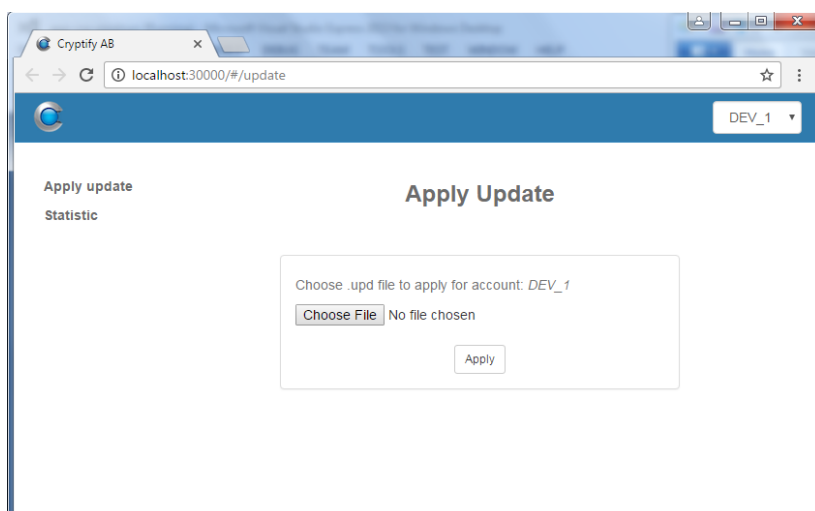 Cryptify AB
localhost:30000/#/update
DEV_1
Apply update
Statistic
Apply Update
Choose .upd file to apply for account: DEV_1
Choose File No file chosen
Apply